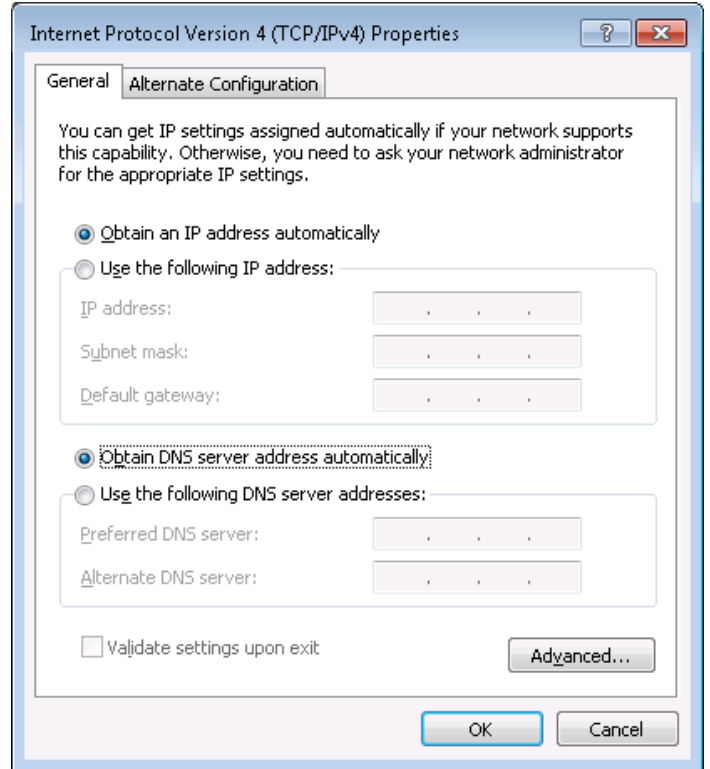 Internet Protocol Version 4 (TCP/IPv4) Properties
General
Alternate Configuration
You can get IP settings assigned automatically if your network supports
this capability. Otherwise, you need to ask your network administrator
for the appropriate IP settings.
Obtain an IP address automatically
Use the following IP address:
IP address:
Subnet mask:
Default gateway:
Obtain DNS server address automatically
Use the following DNS server addresses:
Preferred DNS server:
Alternate DNS server:
Validate settings upon exit
Advanced...
OK
Cancel